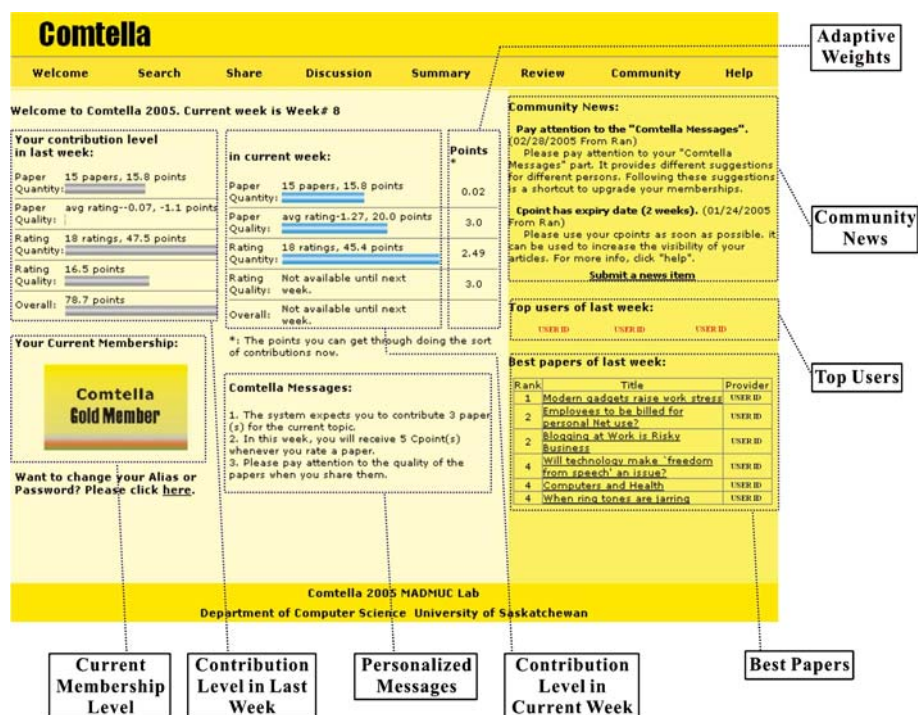 Comtella
Welcome Search Share Discussion Summary Review Community Help
Welcome to Comtella 2005. Current week is Week# 8
Your contribution level
in last week:
Paper
Quantity:
15 papers, 15.8 points
Paper
Quality:
avg rating--0.07, -1.1 points
Rating
Quantity:
18 ratings, 47.5 points
Rating
Quality:
16.5 points
Overall:
78.7 points
in current week:
Points
*
Paper
Quantity:
15 papers, 15.8 points
0.02
Paper
Quality:
avg rating-1.27, 20.0 points
3.0
Rating
Quantity:
18 ratings, 45.4 points
2.49
Rating
Quality:
Not available until next
week.
3.0
Overall:
Not available until next
week.
*: The points you can get through doing the sort
of contributions now.
Your Current Membership:
Comtella
Gold Member
Want to change your Alias or
Password? Please click here.
Comtella Messages:
1. The system expects you to contribute 3 paper
(s) for the current topic.
2. In this week, you will receive 5 Cpoint(s)
whenever you rate a paper.
3. Please pay attention to the quality of the
papers when you share them.
Community News:
Pay attention to the "Comtella Messages".
(02/28/2005 From Ran)
Please pay attention to your "Comtella
Messages" part. It provides different suggestions
for different persons. Following these suggestions
is a shortcut to upgrade your memberships.
Cpoint has expiry date (2 weeks). (01/24/2005
From Ran)
Please use your cpoints as soon as possible. it
can be used to increase the visibility of your
articles. For more info, click "help".
Submit a news item
Top users of last week:
USER ID USER ID USER ID
Best papers of last week:
Rank Title Provider
1 Modern gadgets raise work stress USER ID
2 Employees to be billed for
personal Net use? USER ID
2 Blogging at Work is Risky
Business USER ID
4 Will technology make `freedom
from speech' an issue? USER ID
4 Computers and Health USER ID
4 When ring tones are jarring USER ID
Comtella 2005 MADMUC Lab
Department of Computer Science University of Saskatchewan
Adaptive
Weights
Community
News
Top Users
Best Papers
Current
Membership
Level
Contribution
Level in Last
Week
Personalized
Messages
Contribution
Level in
Current Week